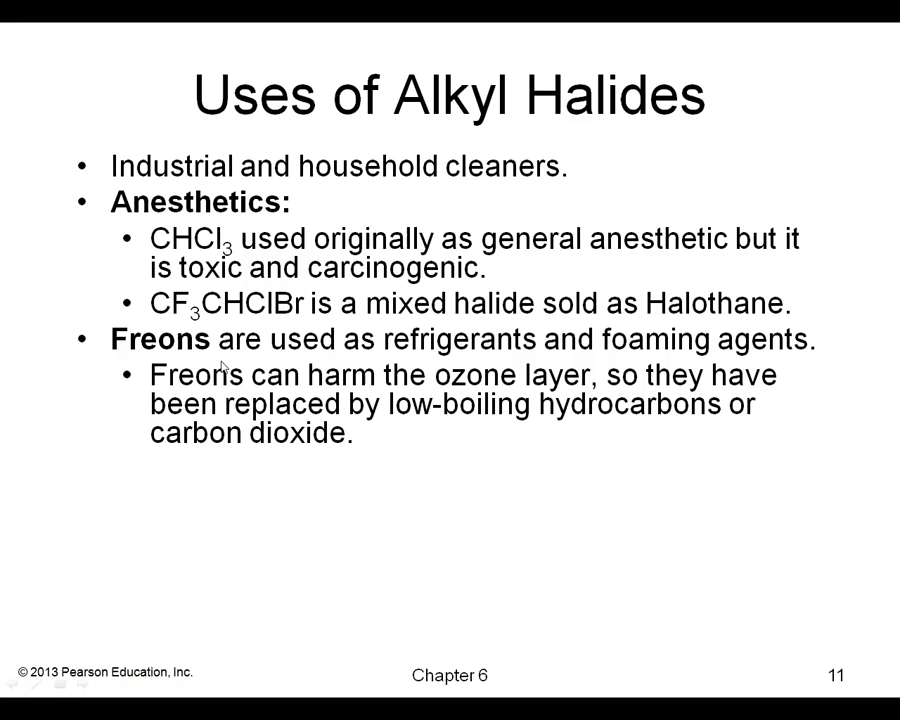 Uses of Alkyl Halides
• Industrial and household cleaners.
• Anesthetics:
• CHCl₃ used originally as general anesthetic but it
is toxic and carcinogenic.
• CF₃CHClBr is a mixed halide sold as Halothane.
• Freons are used as refrigerants and foaming agents.
• Freons can harm the ozone layer, so they have
been replaced by low-boiling hydrocarbons or
carbon dioxide.
© 2013 Pearson Education, Inc.
Chapter 6
11